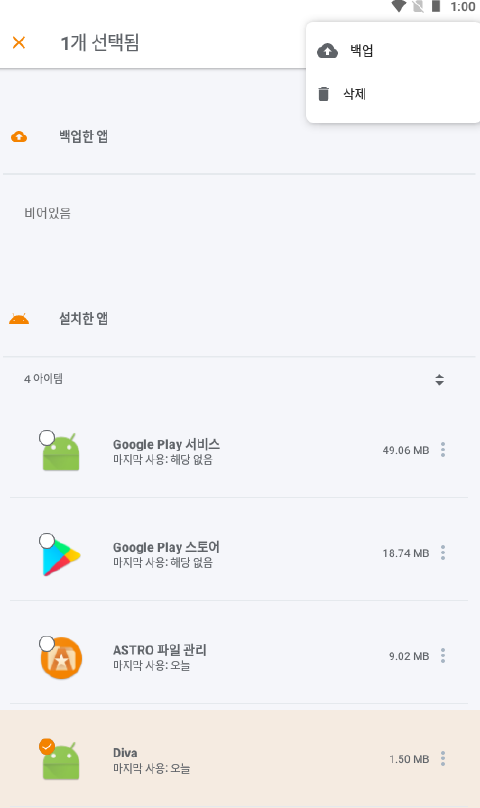 1:00
1개 선택됨
백업
삭제
백업한 앱
비어있음
설치한 앱
4 아이템
Google Play 서비스
마지막 사용: 해당 없음
49.06 MB
Google Play 스토어
마지막 사용: 해당 없음
18.74 MB
ASTRO 파일 관리
마지막 사용: 오늘
9.02 MB
Diva
마지막 사용: 오늘
1.50 MB